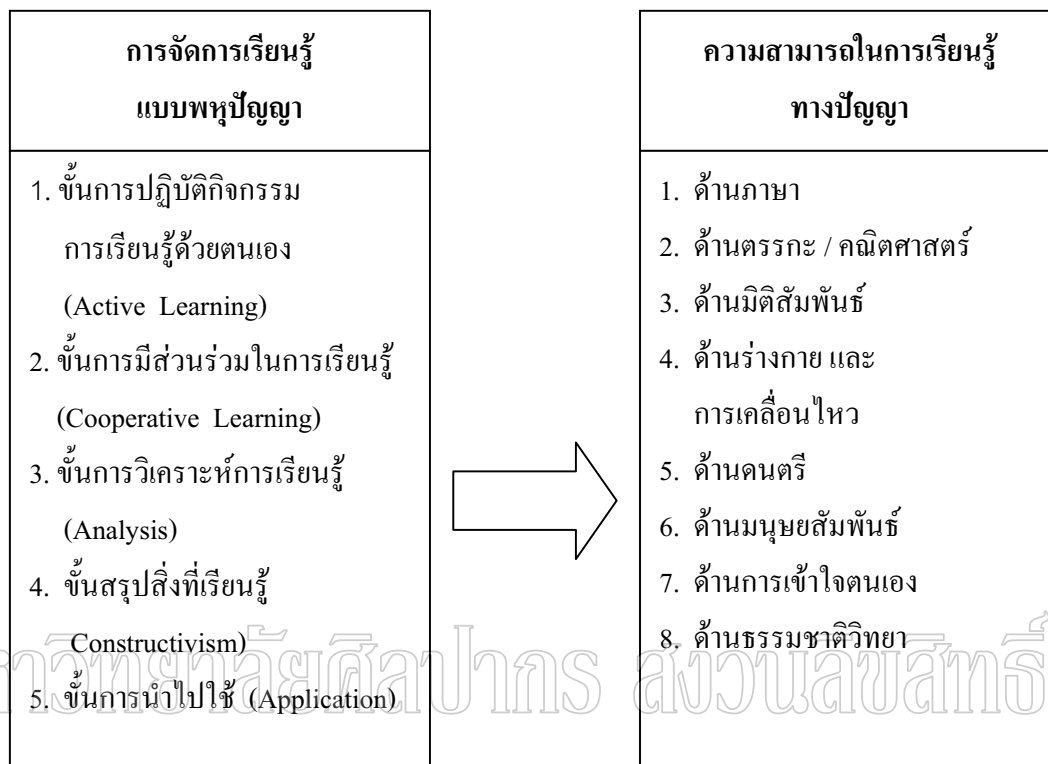 การจัดการเรียนรู้
แบบพหุปัญญา
1. ขั้นการปฏิบัติกิจกรรม
การเรียนรู้ด้วยตนเอง
(Active Learning)
2. ขั้นการมีส่วนร่วมในการเรียนรู้
(Cooperative Learning)
3. ขั้นการวิเคราะห์การเรียนรู้
(Analysis)
4. ขั้นสรุปสิ่งที่เรียนรู้
Constructivism)
5. ขั้นการนำไปใช้ (Application)
ความสามารถในการเรียนรู้
ทางปัญญา
1. ด้านภาษา
2. ด้านตรรกะ / คณิตศาสตร์
3. ด้านมิติสัมพันธ์
4. ด้านร่างกาย และ
การเคลื่อนไหว
5. ด้านดนตรี
6. ด้านมนุษยสัมพันธ์
7. ด้านการเข้าใจตนเอง
8. ด้านธรรมชาติวิทยา
าวิทยาลัยศิลปากร สงวนลิขสิทธิ์